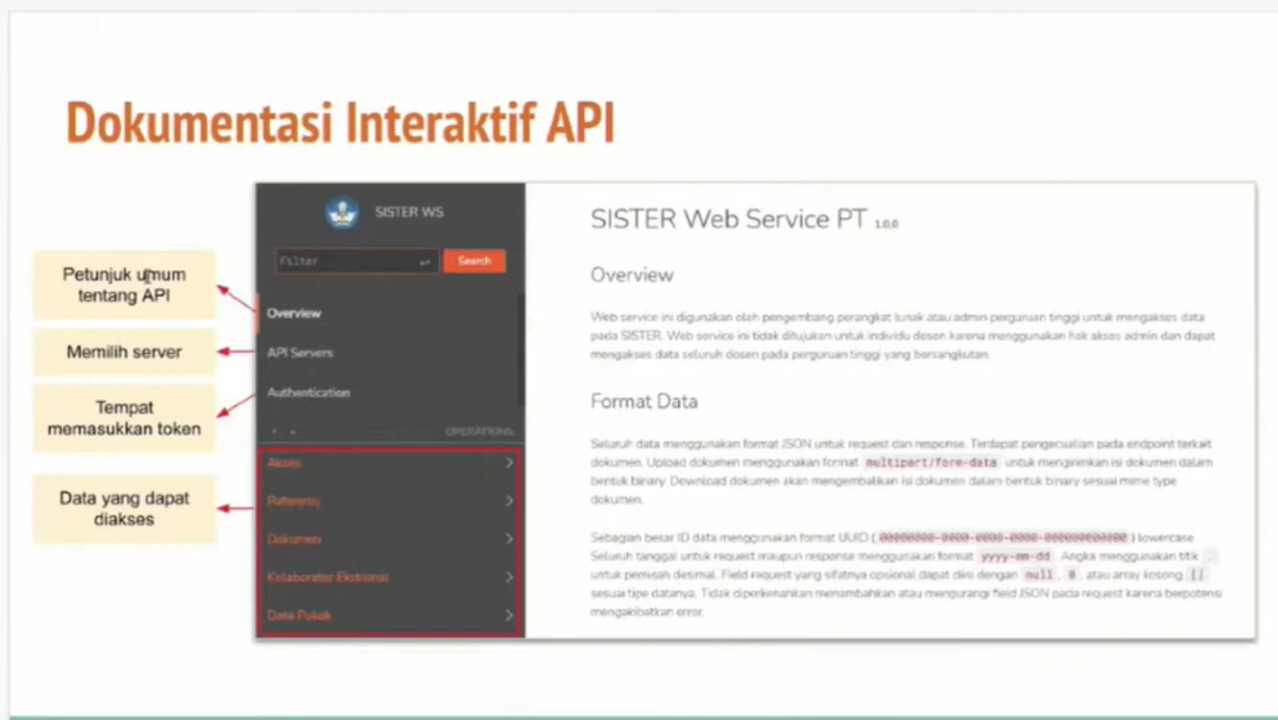 Dokumentasi Interaktif API
Petunjuk umum
tentang API
Memilih server
Tempat
memasukkan token
Data yang dapat
diakses
SISTER WS
Filter
Search
Overview
API Servers
Authentication
OPERATIONS
Akses
Referensi
Dokumen
Kolaborator Eksternal
Data Pokok
SISTER Web Service PT 1.0.0
Overview
Web service ini digunakan oleh pengembang perangkat lunak atau admin perguruan tinggi untuk mengakses data
pada SISTER. Web service ini tidak ditujukan untuk individu dosen karena menggunakan hak akses admin dan dapat
mengakses data seluruh dosen pada perguruan tinggi yang bersangkutan.
Format Data
Seluruh data menggunakan format JSON untuk request dan response. Terdapat pengecualian pada endpoint terkait
dokumen. Upload dokumen menggunakan format multipart/form-data untuk mengirimkan isi dokumen dalam
bentuk binary. Download dokumen akan mengembalikan isi dokumen dalam bentuk binary sesuai mime type
dokumen.
Sebagian besar ID data menggunakan format UUID ( 00000000-0000-0000-0000-000000000000 ) lowercase
Seluruh tanggal untuk request maupun response menggunakan format yyyy-mm-dd . Angka menggunakan titik .
untuk pemisah desimal. Field request yang sifatnya opsional dapat diisi dengan null , 0 atau array kosong []
sesuai tipe datanya. Tidak diperkenankan menambahkan atau mengurangi field JSON pada request karena berpotensi
mengakibatkan error.